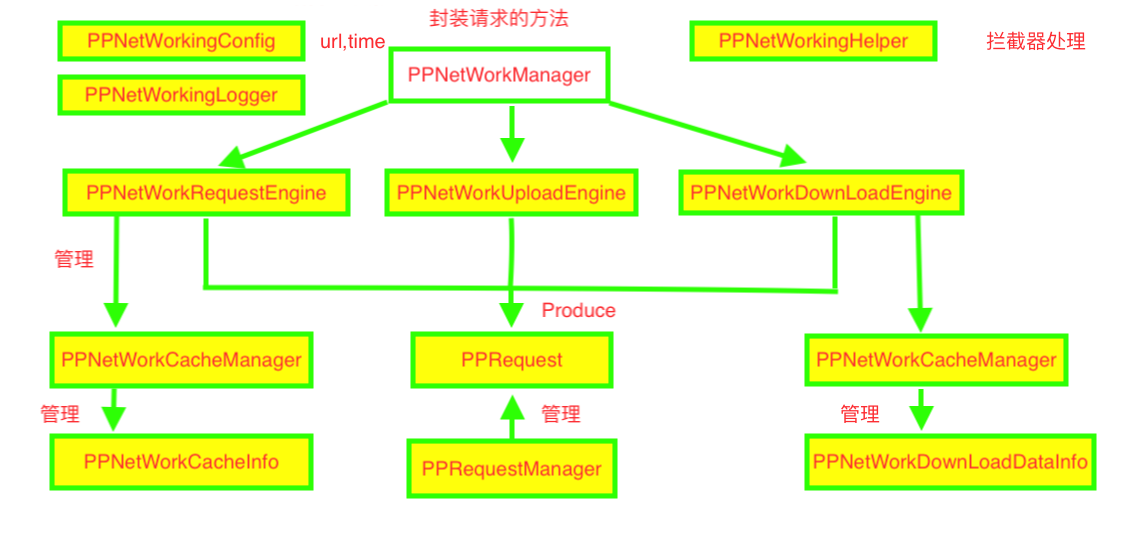 封装请求的方法
PPNetWorkingConfig
url,time
PPNetWorkingHelper
拦截器处理
PPNetWorkManager
PPNetWorkingLogger
PPNetWorkRequestEngine
PPNetWorkUploadEngine
PPNetWorkDownLoadEngine
管理
Produce
PPNetWorkCacheManager
PPRequest
PPNetWorkCacheManager
管理
管理
管理
PPNetWorkCacheInfo
PPRequestManager
PPNetWorkDownLoadDataInfo